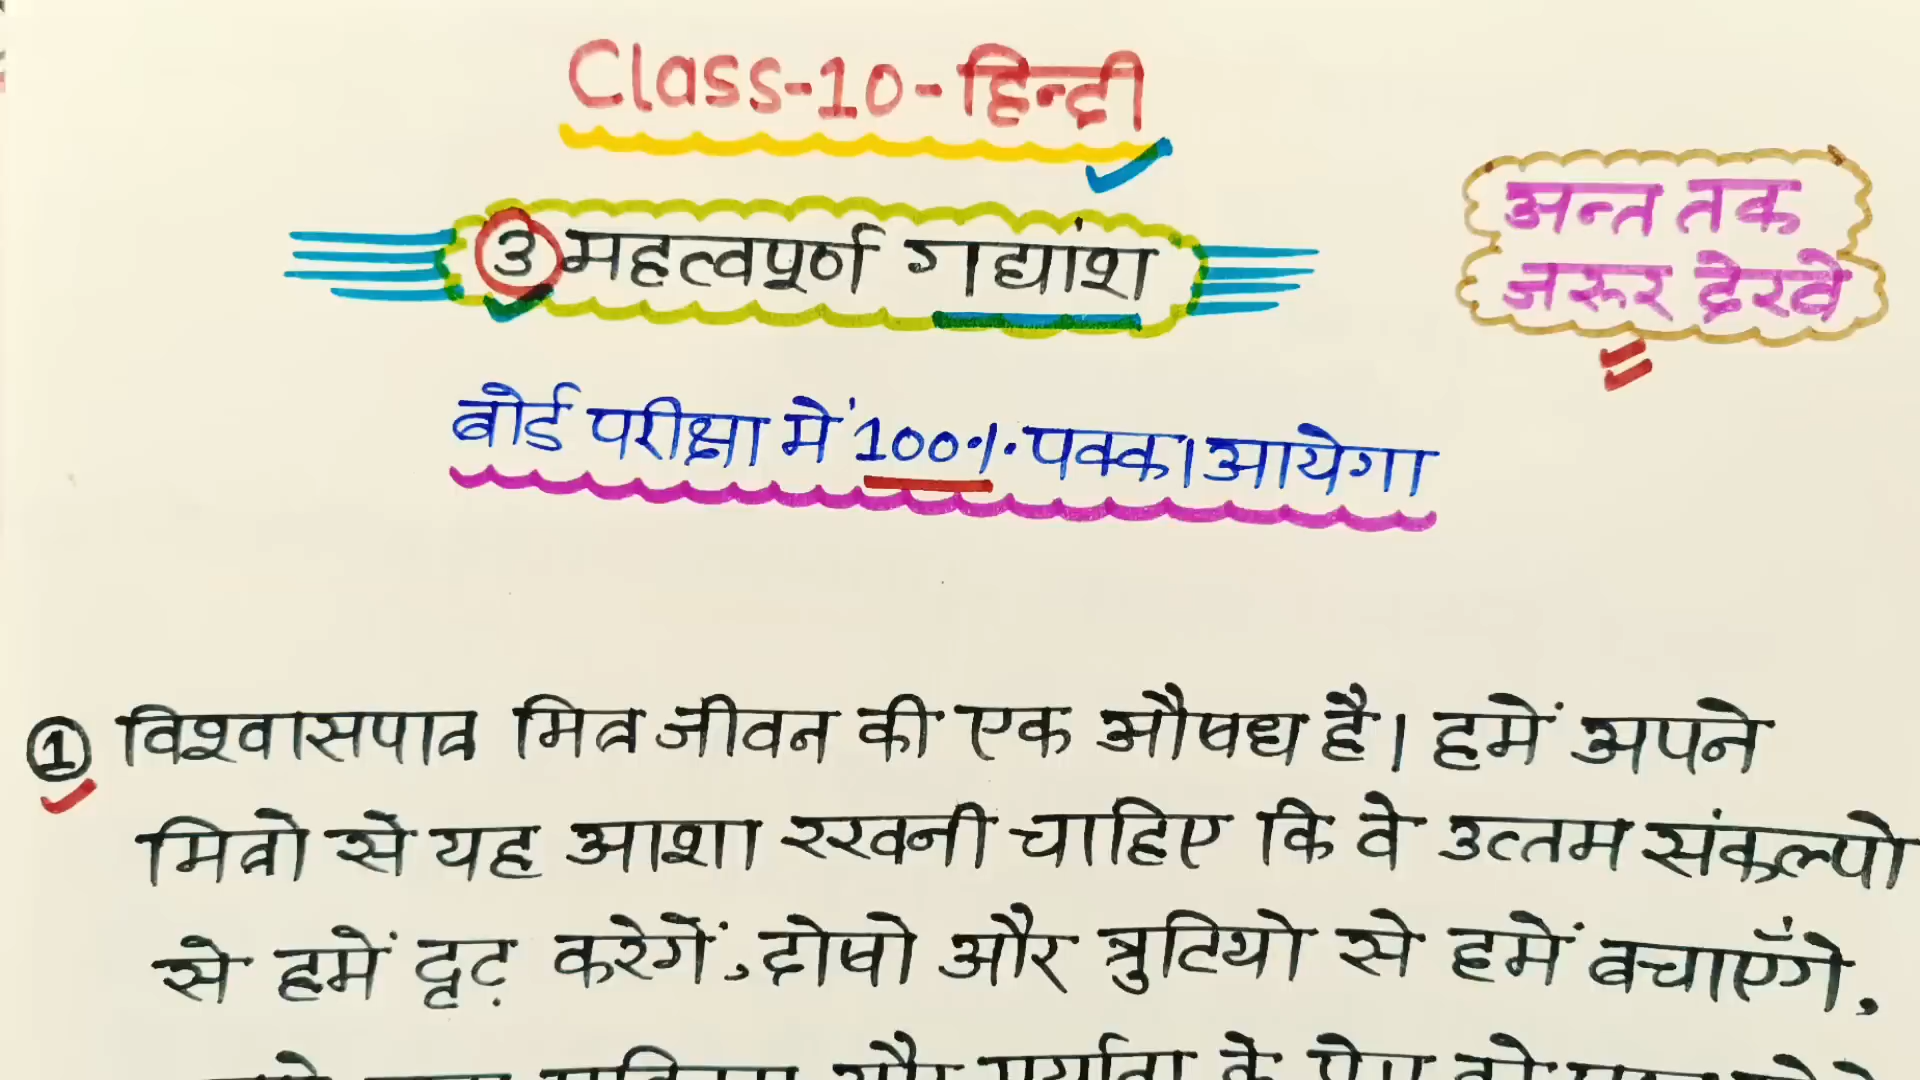 Class-10-हिन्दी
3 महत्वपूर्ण गद्यांश
अन्त तक
जरूर देखे
बोर्ड परीक्षा में 100% पक्का आयेगा
1 विश्वासपात्र मित्र जीवन की एक औषध है। हमें अपने
मित्रो से यह आशा रखनी चाहिए कि वे उत्तम संकल्पो
से हमें दृढ़ करेगें, दोषो और त्रुटियो से हमें बचाएँगे,